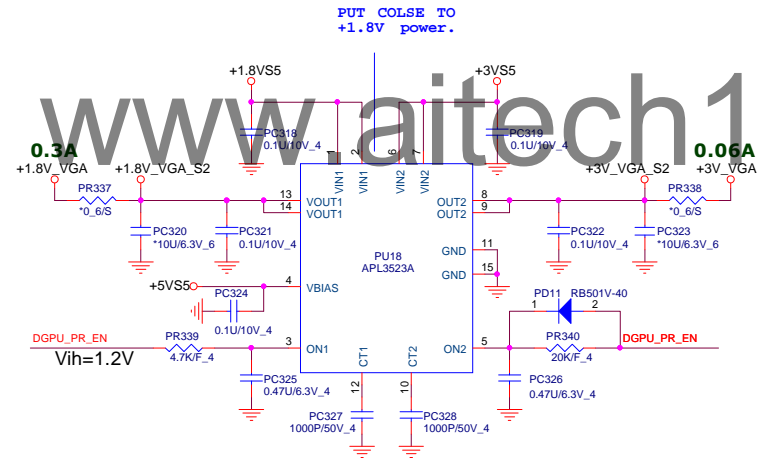 PUT COLSE TO
+1.8V power.
www.aitech1
+1.8VS5
+3VS5
PC318
0.1U/10V_4
PC319
0.1U/10V_4
0.3A
0.06A
+1.8V_VGA
+1.8V_VGA_S2
+3V_VGA_S2
+3V_VGA
1
2
6
7
VIN1
VIN1
VIN2
VIN2
PR337
*0_6/S
PR338
*0_6/S
13
VOUT1
14
VOUT1
8
OUT2
9
OUT2
PC320
*10U/6.3V_6
PC321
0.1U/10V_4
PC322
0.1U/10V_4
PC323
*10U/6.3V_6
PU18
APL3523A
11
GND
15
GND
+5VS5
4
VBIAS
PC324
0.1U/10V_4
PD11
RB501V-40
1
2
DGPU_PR_EN
PR339
4.7K/F_4
3
ON1
5
ON2
PR340
20K/F_4
DGPU_PR_EN
Vih=1.2V
CT1
CT2
12
10
PC325
0.47U/6.3V_4
PC326
0.47U/6.3V_4
PC327
1000P/50V_4
PC328
1000P/50V_4